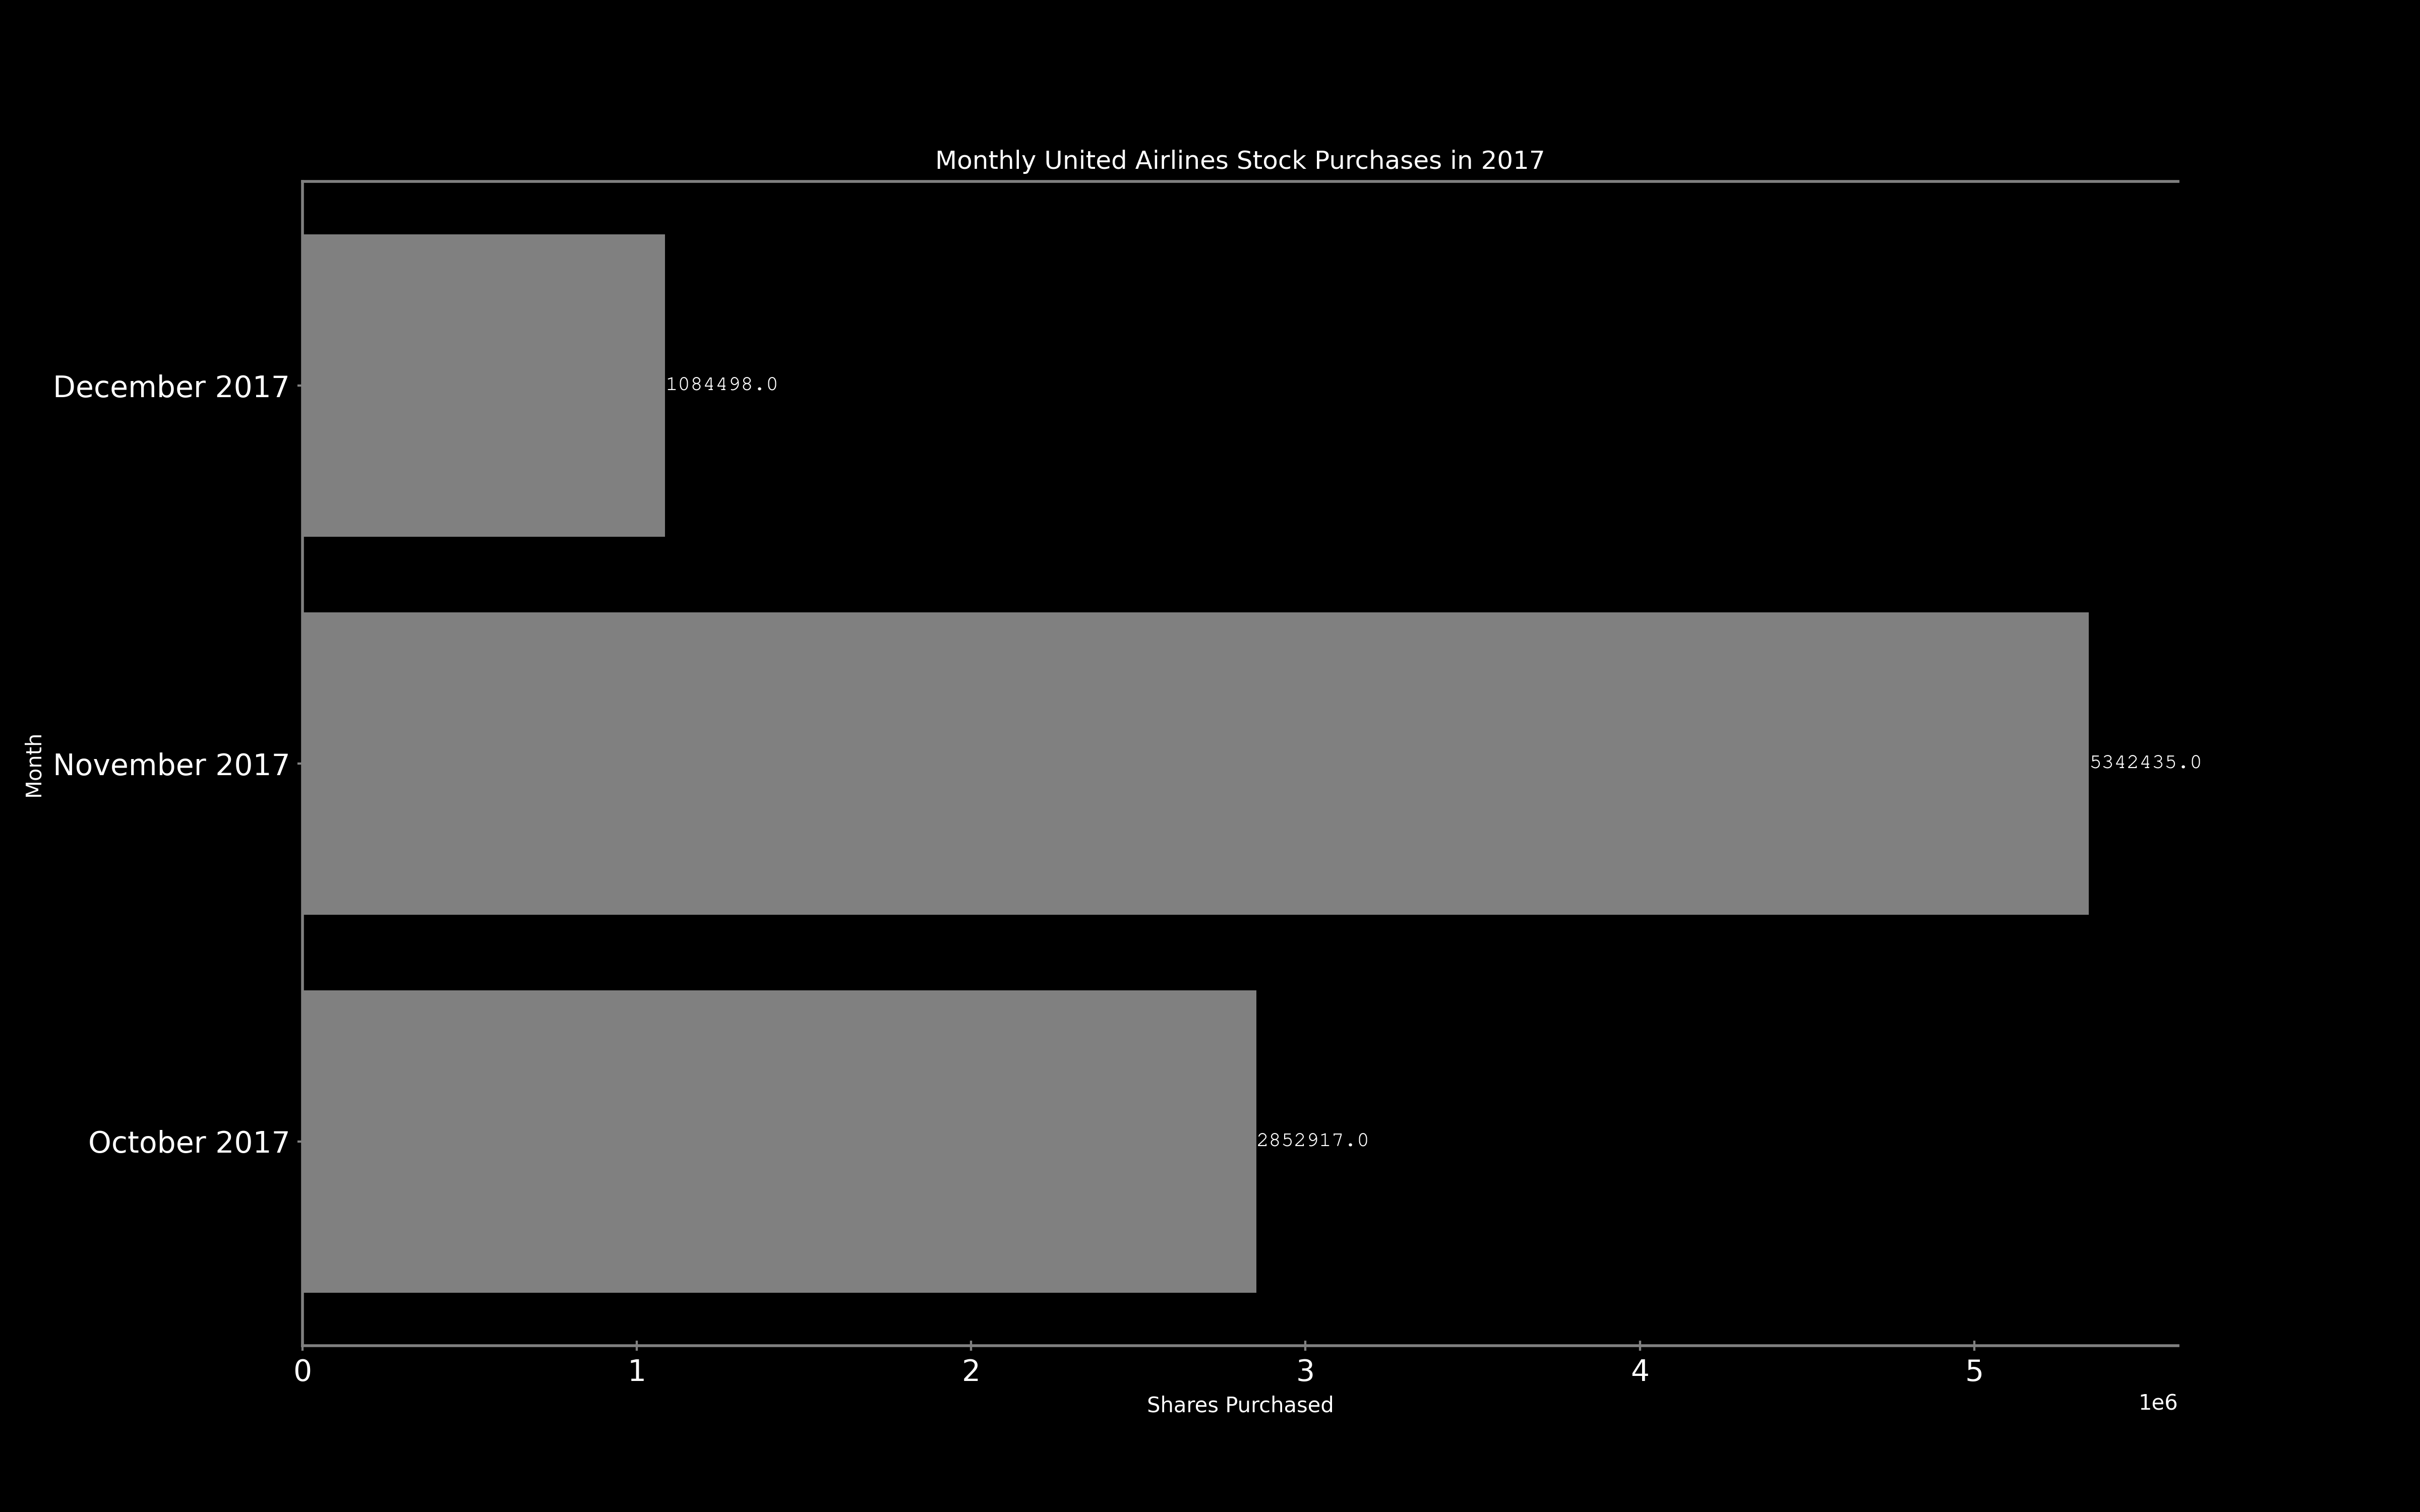 Monthly United Airlines Stock Purchases in 2017
December 2017
1084498.0
November 2017
5342435.0
October 2017
2852917.0
Month
0 1 2 3 4 5
1e6
Shares Purchased